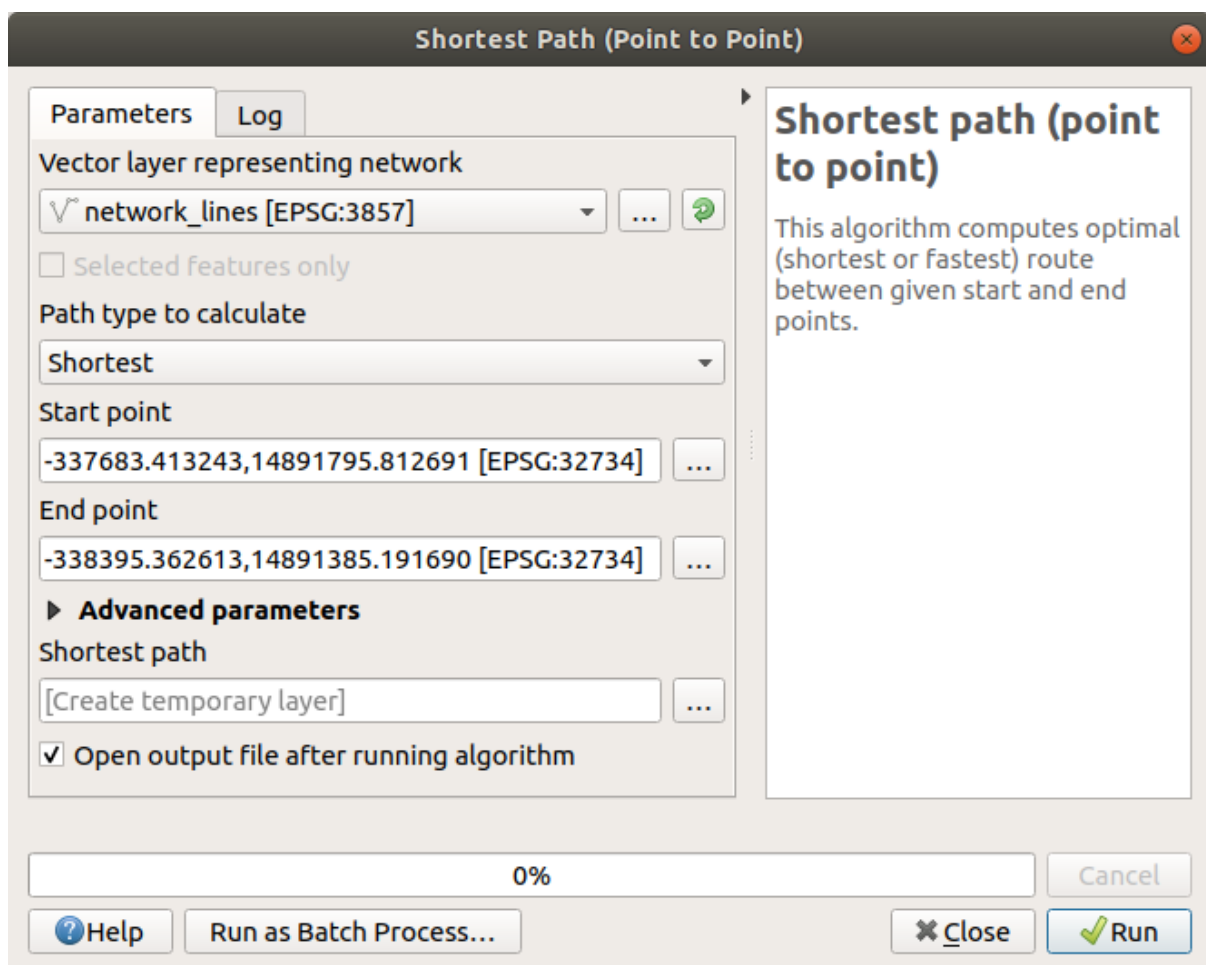 Shortest Path (Point to Point)
Parameters
Log
Vector layer representing network
network_lines [EPSG:3857]
...
Selected features only
Path type to calculate
Shortest
Start point
-337683.413243,14891795.812691 [EPSG:32734]
...
End point
-338395.362613,14891385.191690 [EPSG:32734]
...
Advanced parameters
Shortest path
[Create temporary layer]
...
Open output file after running algorithm
Shortest path (point
to point)
This algorithm computes optimal
(shortest or fastest) route
between given start and end
points.
0%
Cancel
Help
Run as Batch Process...
Close
Run